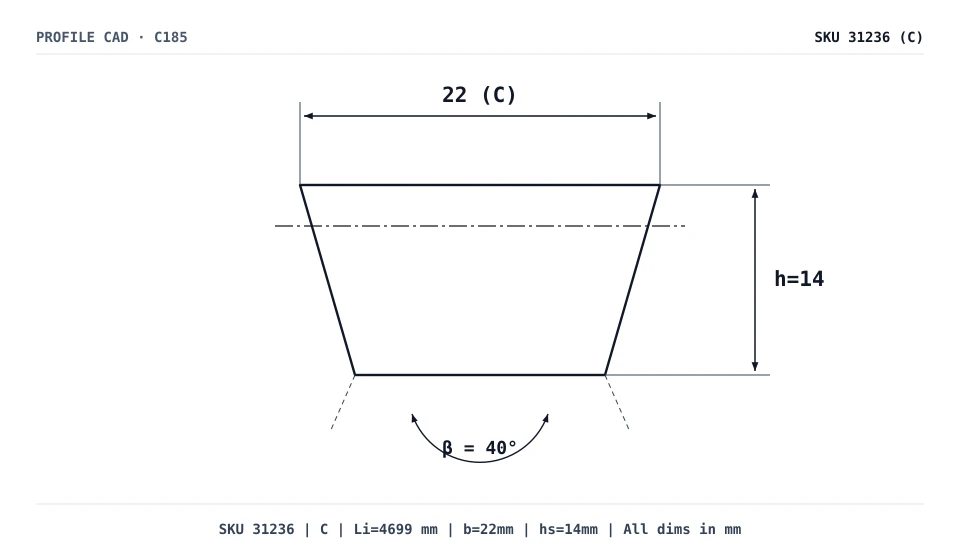 PROFILE CAD · C185
SKU 31236 (C)
22 (C)
h=14
β = 40°
SKU 31236 | C | Li=4699 mm | b=22mm | hs=14mm | All dims in mm